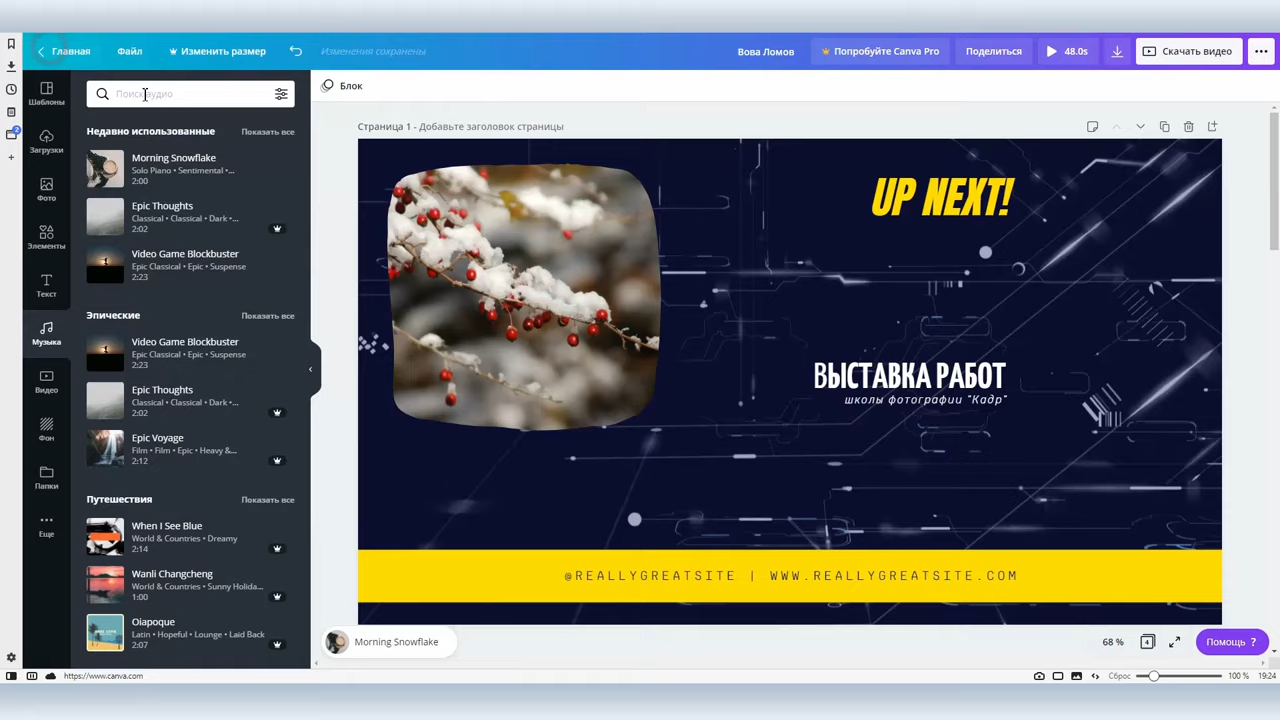 Главная
Файл
Изменить размер
Изменения сохранены
Вова Ломов
Попробуйте Canva Pro
Поделиться
48.0s
Скачать видео
Шаблоны
2
Загрузки
Фото
Элементы
Текст
Музыка
Видео
Фон
Папки
Еще
Поиск аудио
Недавно использованные
Показать все
Morning Snowflake
Solo Piano • Sentimental •...
2:00
Epic Thoughts
Classical • Classical • Dark •...
2:02
Video Game Blockbuster
Epic Classical • Epic • Suspense
2:23
Эпические
Показать все
Video Game Blockbuster
Epic Classical • Epic • Suspense
2:23
Epic Thoughts
Classical • Classical • Dark •...
2:02
Epic Voyage
Film • Film • Epic • Heavy &...
2:12
Путешествия
Показать все
When I See Blue
World & Countries • Dreamy
2:14
Wanli Changcheng
World & Countries • Sunny Holida...
1:00
Oiapoque
Latin • Hopeful • Lounge • Laid Back
2:07
Блок
Страница 1 - Добавьте заголовок страницы
UP NEXT!
ВЫСТАВКА РАБОТ
школы фотографии "Кадр"
@REALLYGREATSITE | WWW.REALLYGREATSITE.COM
Morning Snowflake
68 %
4
Помощь ?
https://www.canva.com
Сброс
100 %
19:24